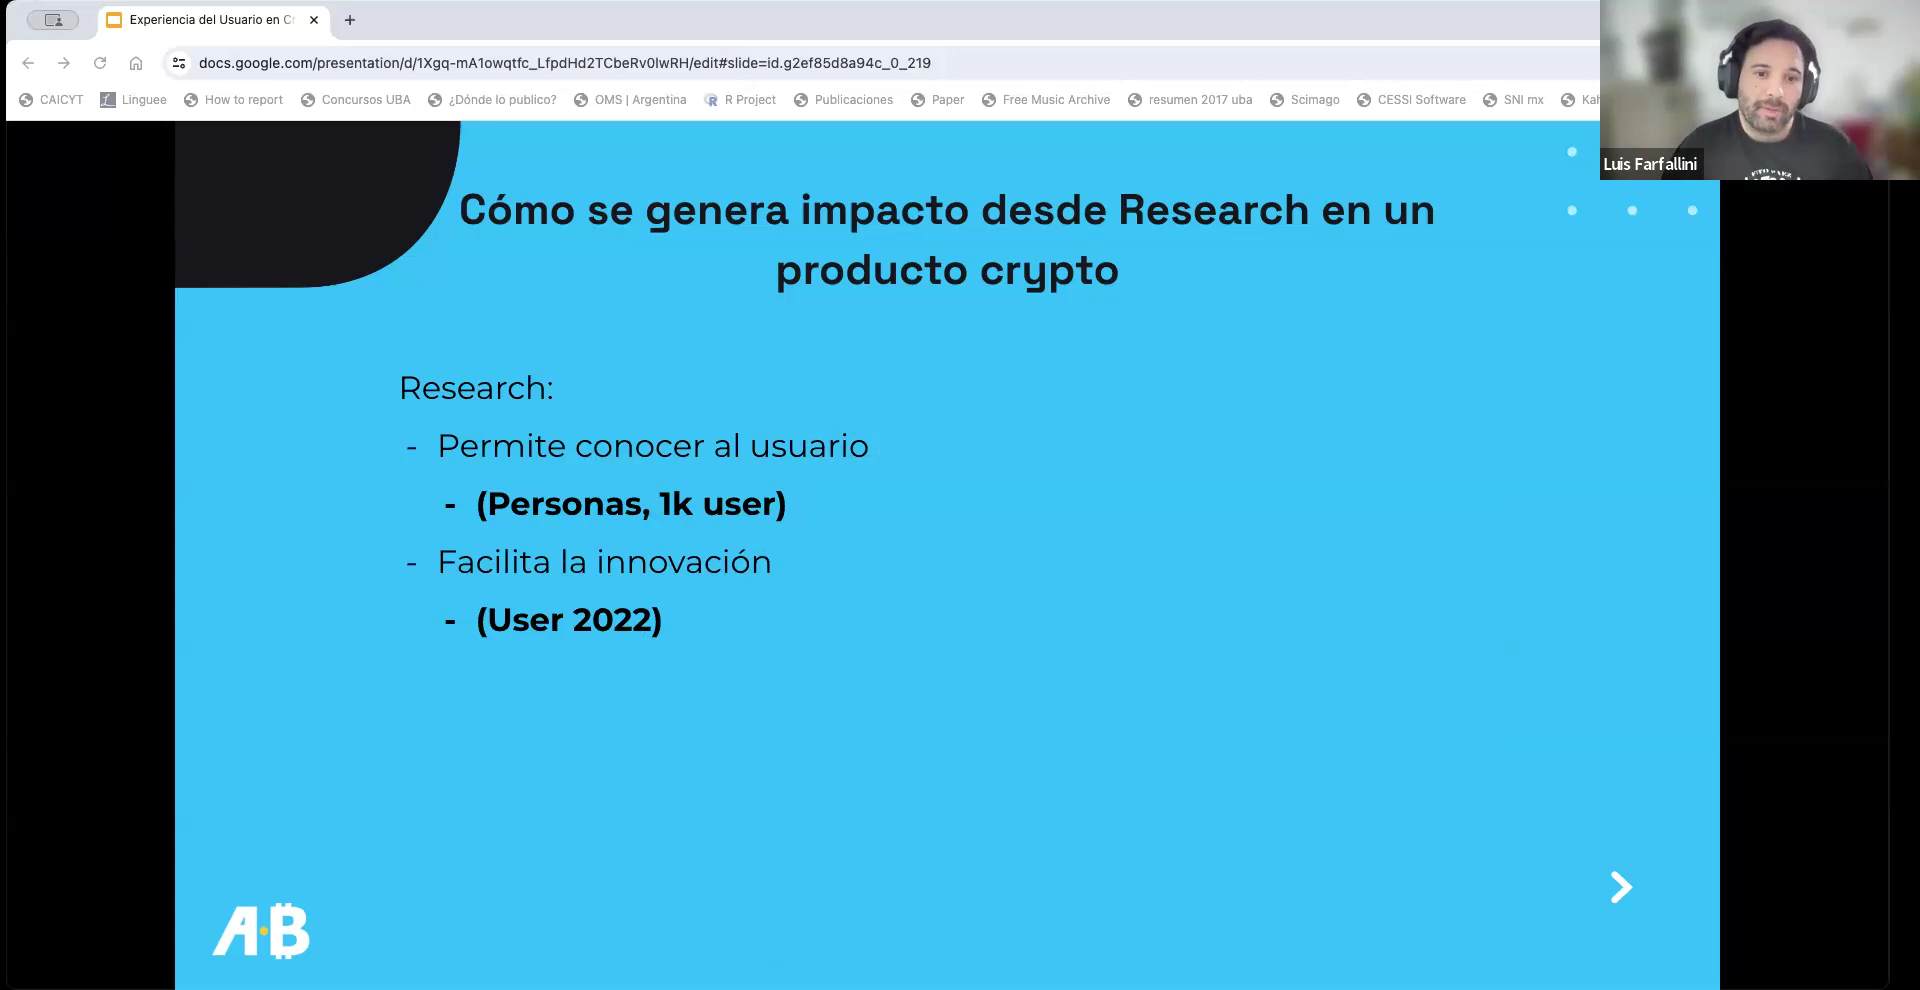 Experiencia del Usuario en C
docs.google.com/presentation/d/1Xgq-mA1owqtfc_LfpdHd2TCbeRv0lwRH/edit#slide=id.g2ef85d8a94c_0_219
CAICYT Linguee How to report Concursos UBA ¿Dónde lo publico? OMS | Argentina R Project Publicaciones Paper Free Music Archive resumen 2017 uba Scimago CESSI Software SNI mx
Luis Farfallini
Cómo se genera impacto desde Research en un
producto crypto
Research:
- Permite conocer al usuario
- (Personas, 1k user)
- Facilita la innovación
- (User 2022)
A·B